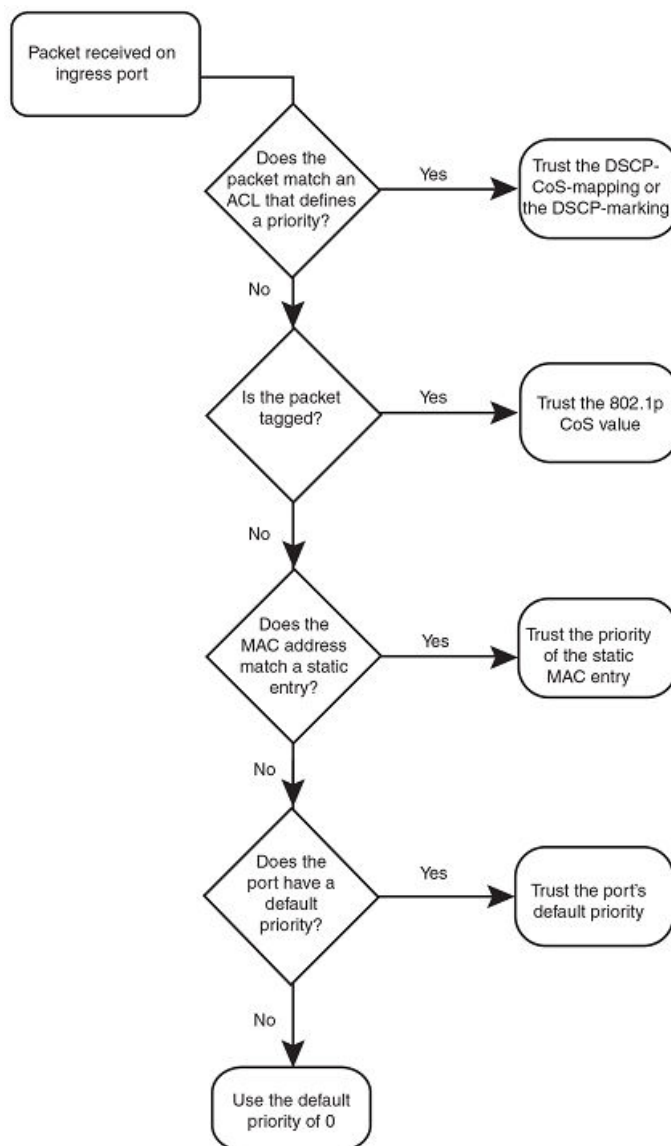 Packet received on
ingress port
Does the
packet match an
ACL that defines
a priority?
Yes
Trust the DSCP-
CoS-mapping or
the DSCP-marking
No
Is the packet
tagged?
Yes
Trust the 802.1p
CoS value
No
Does the
MAC address
match a static
entry?
Yes
Trust the priority
of the static
MAC entry
No
Does the
port have a
default
priority?
Yes
Trust the port's
default priority
No
Use the default
priority of 0